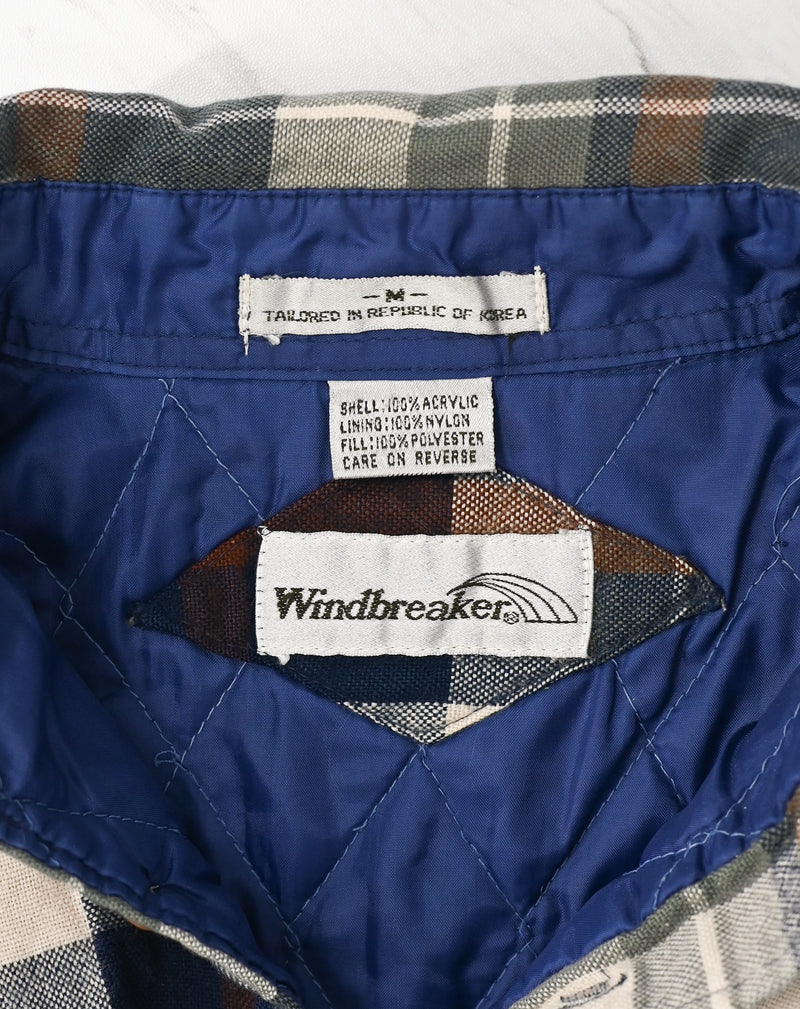 - M -
TAILORED IN REPUBLIC OF KOREA
SHELL:100% ACRYLIC
LINING:100% NYLON
FILL:100% POLYESTER
CARE ON REVERSE
Windbreaker®